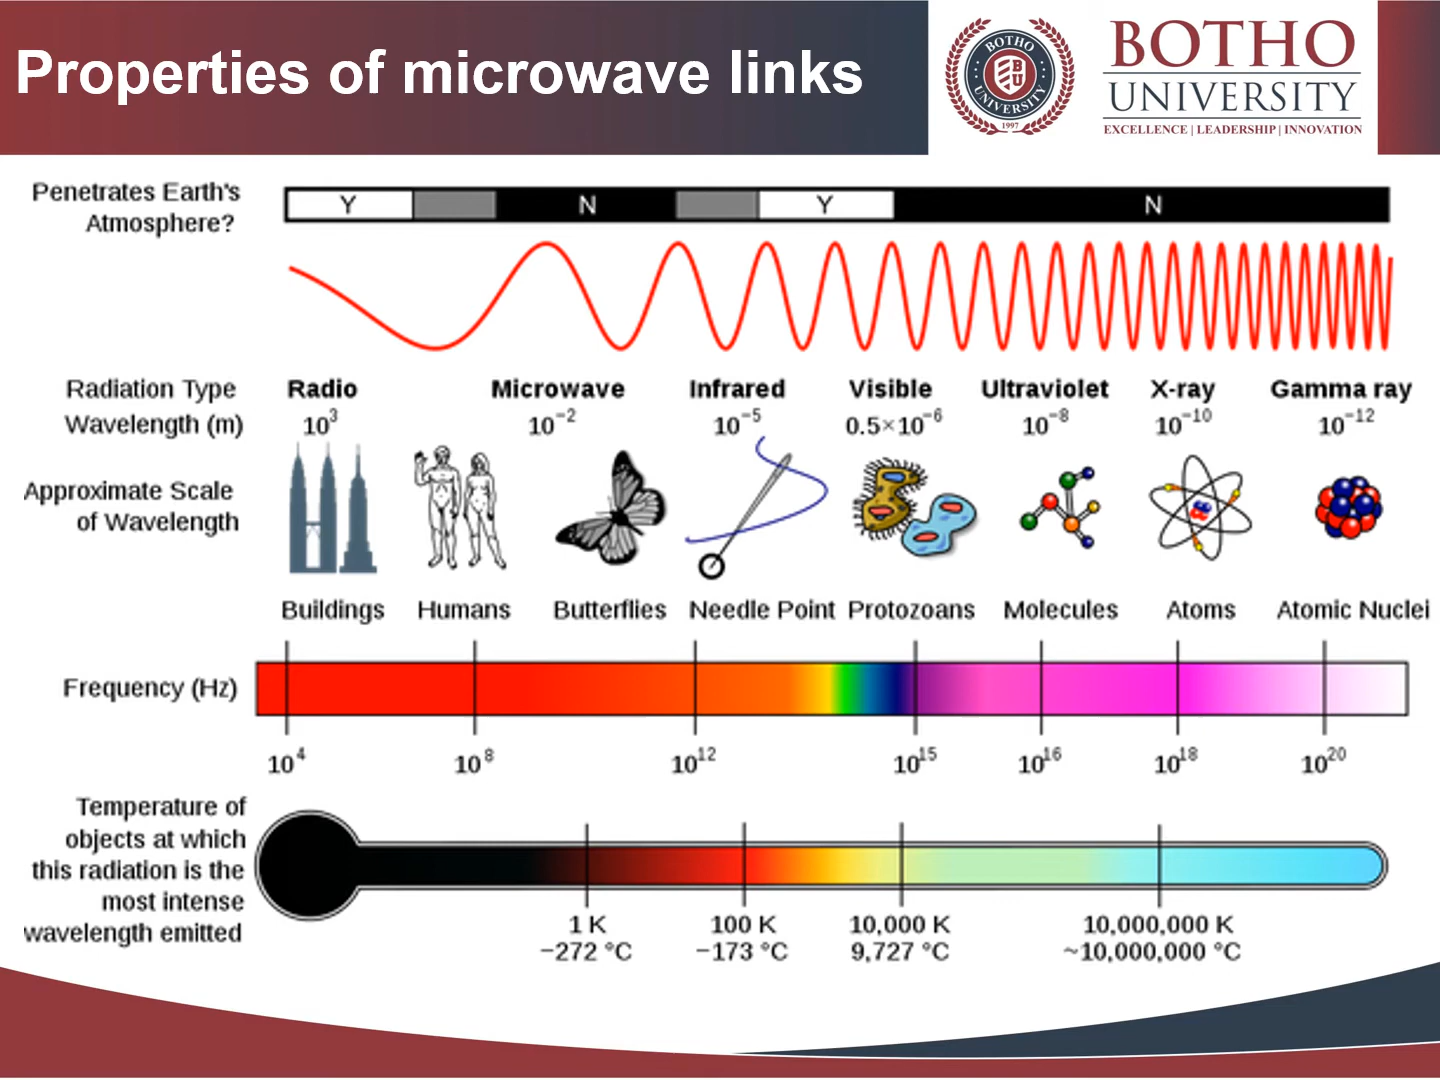 Properties of microwave links
BOTHO
UNIVERSITY
1997
BOTHO
UNIVERSITY
EXCELLENCE | LEADERSHIP | INNOVATION
Penetrates Earth's
Atmosphere?
Y N Y N
Radiation Type Radio Microwave Infrared Visible Ultraviolet X-ray Gamma ray
Wavelength (m) 10³ 10⁻² 10⁻⁵ 0.5×10⁻⁶ 10⁻⁸ 10⁻¹⁰ 10⁻¹²
Approximate Scale
of Wavelength
Buildings Humans Butterflies Needle Point Protozoans Molecules Atoms Atomic Nuclei
Frequency (Hz)
10⁴ 10⁸ 10¹² 10¹⁵ 10¹⁶ 10¹⁸ 10²⁰
Temperature of
objects at which
this radiation is the
most intense
wavelength emitted
1 K 100 K 10,000 K 10,000,000 K
−272 °C −173 °C 9,727 °C ~10,000,000 °C